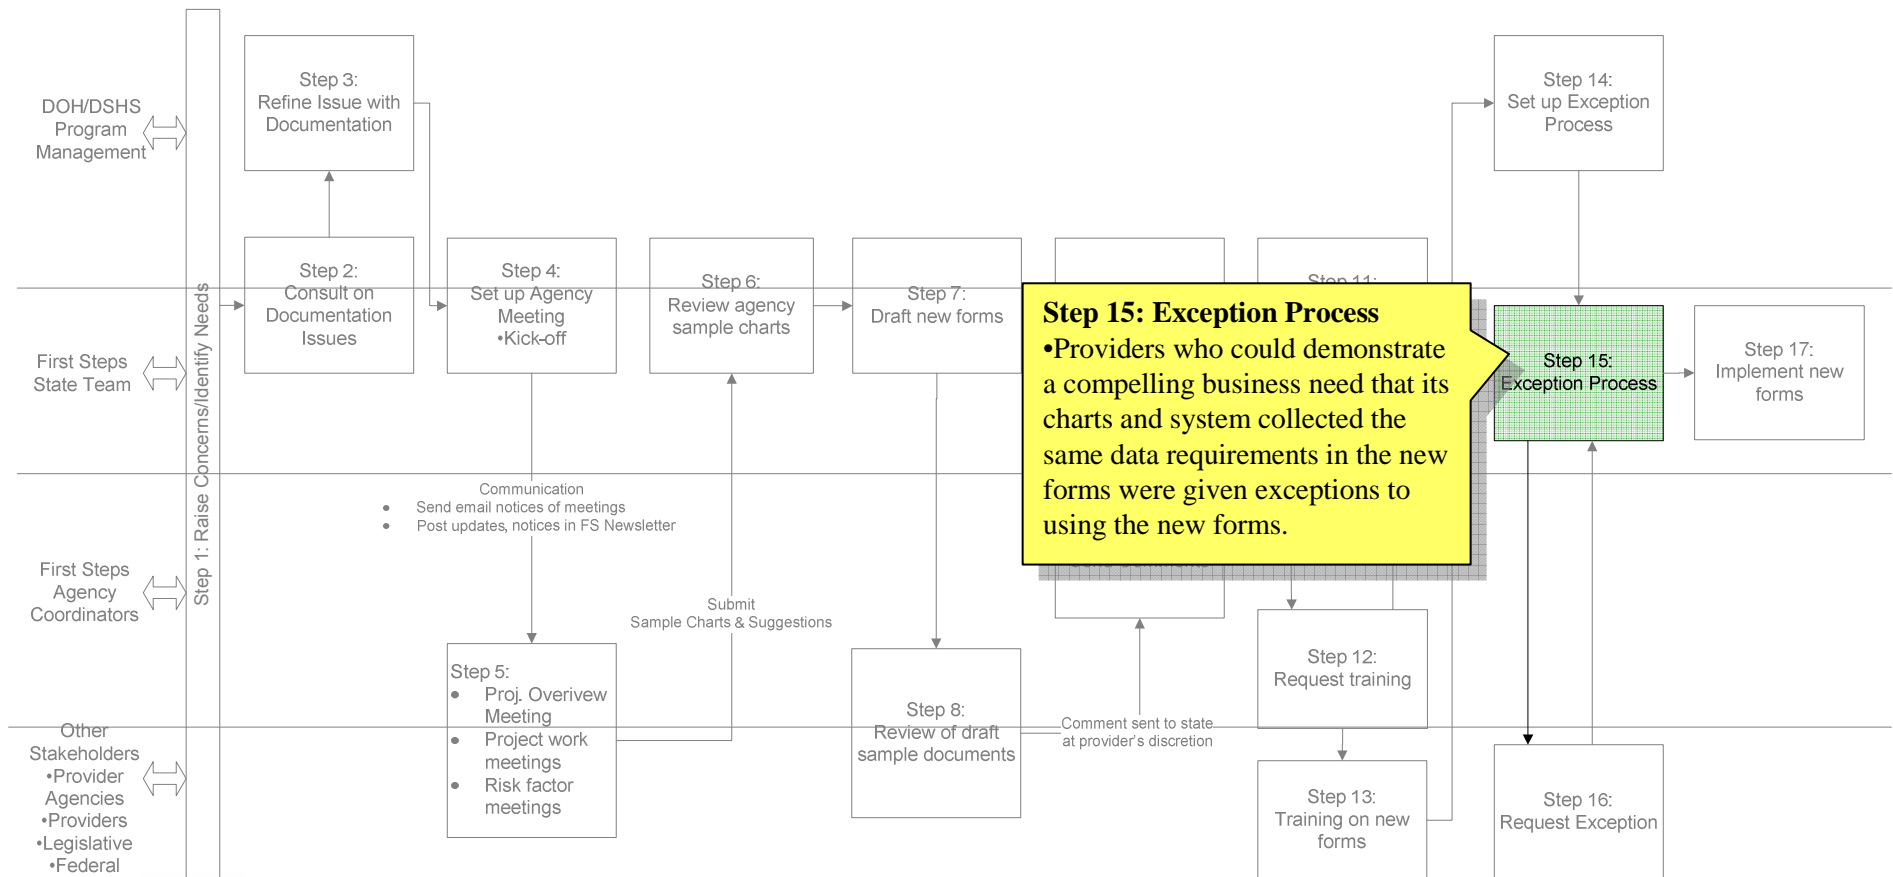 DOH/DSHS
Program
Management
First Steps
State Team
First Steps
Agency
Coordinators
Other
Stakeholders
•Provider
Agencies
•Providers
•Legislative
•Federal
Step 1: Raise Concerns/Identify Needs
Step 3:
Refine Issue with
Documentation
Step 2:
Consult on
Documentation
Issues
Step 4:
Set up Agency
Meeting
•Kick-off
Communication
● Send email notices of meetings
● Post updates, notices in FS Newsletter
Step 5:
● Proj. Overivew
Meeting
● Project work
meetings
● Risk factor
meetings
Submit
Sample Charts & Suggestions
Step 6:
Review agency
sample charts
Step 7:
Draft new forms
Step 8:
Review of draft
sample documents
Comment sent to state
at provider's discretion
Step 11:
Step 15: Exception Process
•Providers who could demonstrate
a compelling business need that its
charts and system collected the
same data requirements in the new
forms were given exceptions to
using the new forms.
Step 12:
Request training
Step 13:
Training on new
forms
Step 14:
Set up Exception
Process
Step 15:
Exception Process
Step 16:
Request Exception
Step 17:
Implement new
forms